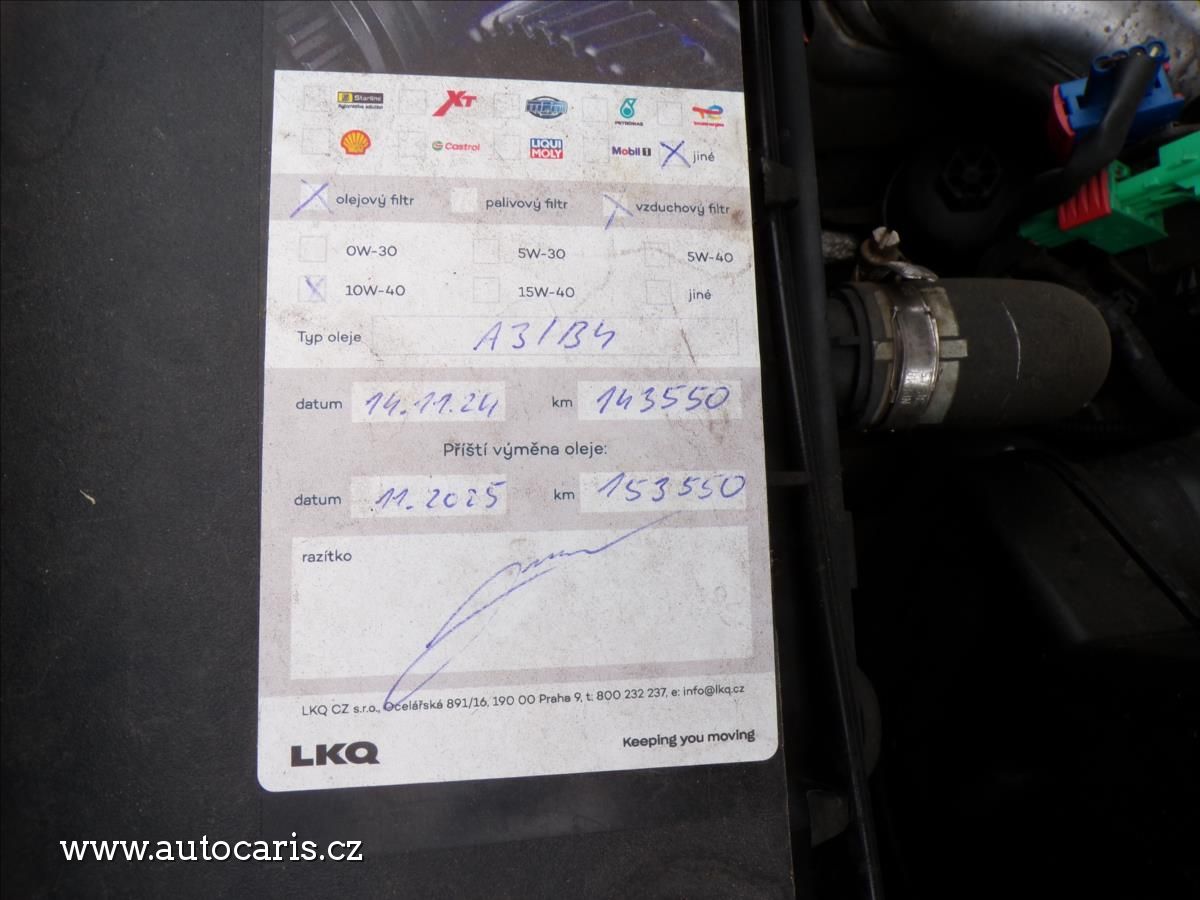 Starline XT PETRONAS
Shell Castrol LIQUI MOLY Mobil 1 X jiné
X olejový filtr palivový filtr X vzduchový filtr
0W-30 5W-30 5W-40
X 10W-40 15W-40 jiné
Typ oleje A3/B4
datum 14.11.24 km 143550
Příští výměna oleje:
datum 11.2025 km 153550
razítko
LKQ CZ s.r.o., Ocelářská 891/16, 190 00 Praha 9, t: 800 232 237, e: info@lkq.cz
LKQ Keeping you moving
www.autocaris.cz